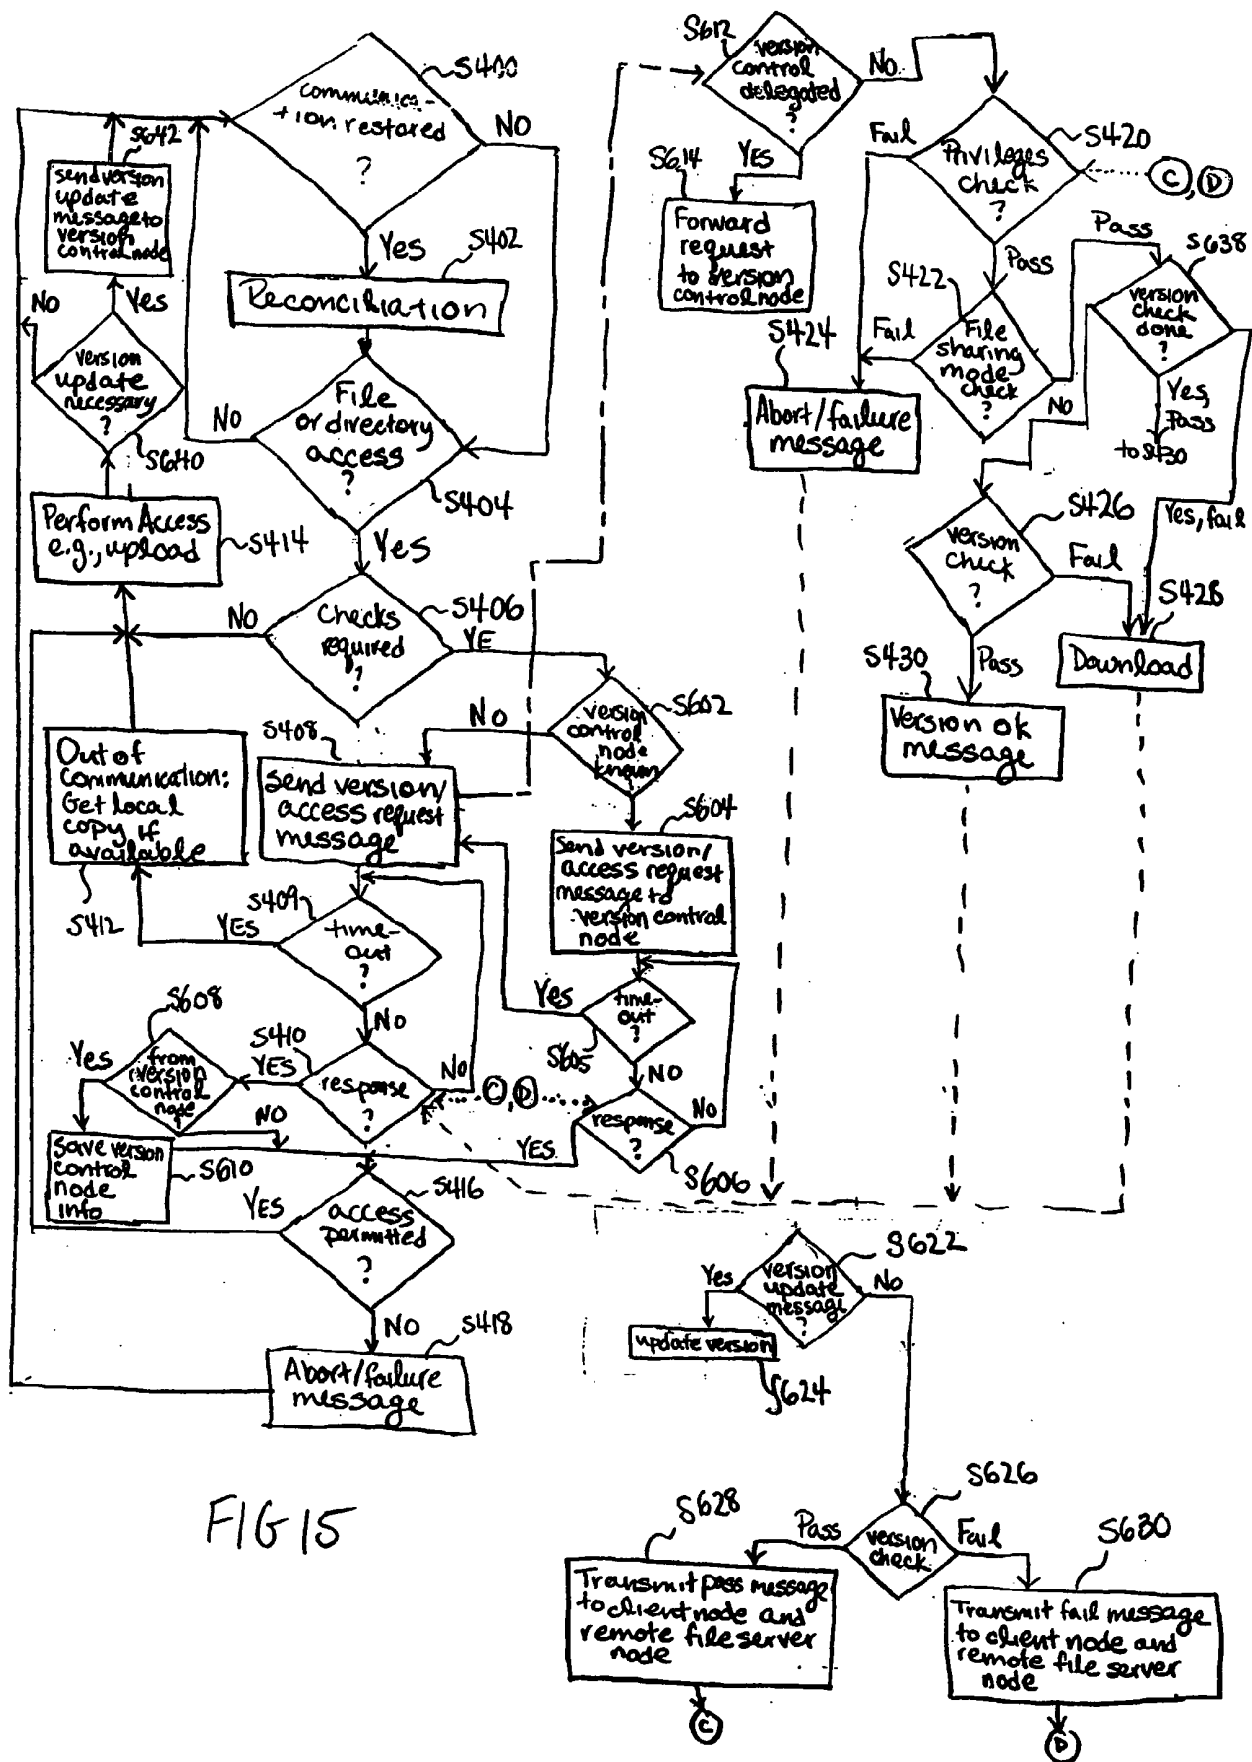 S400
communica-
tion restored
?
NO
Yes
S402
Reconciliation
File
or directory
access
?
NO
S404
Yes
S642
send version
update
message to
version
control node
NO
Yes
version
update
necessary
?
S640
Perform Access
e.g., upload
S414
NO
Checks
required
?
S406
YE
Out of
communication:
Get local
copy if
available
S412
S408
Send version/
access request
message
NO
version
control
node
known
S602
S604
Send version/
access request
message to
version control
node
S409
YES
time-
out
?
NO
Yes
time-
out
?
S605
NO
S608
Yes
from
version
control
node
NO
S410
YES
response
?
NO
C, D
response
?
No
YES
S606
Save version
control
node
info
S610
YES
access
permitted
?
S416
NO
S418
Abort/failure
message
S612
version
control
delegated
?
NO
YES
S614
Forward
request
to version
control node
Fail
Privileges
check
?
S420
C, D
Pass
Pass
S422
File
sharing
mode
check
?
Fail
S638
version
check
done
?
No
Yes,
Pass
to S430
Yes, fail
S424
Abort/failure
message
S426
version
check
?
Fail
Pass
S428
Download
S430
Version ok
message
S622
version
update
message
?
Yes
No
update version
S624
S626
version
check
Pass
Fail
S628
Transmit pass message
to client node and
remote file server
node
C
S630
Transmit fail message
to client node and
remote file server
node
D
FIG 15